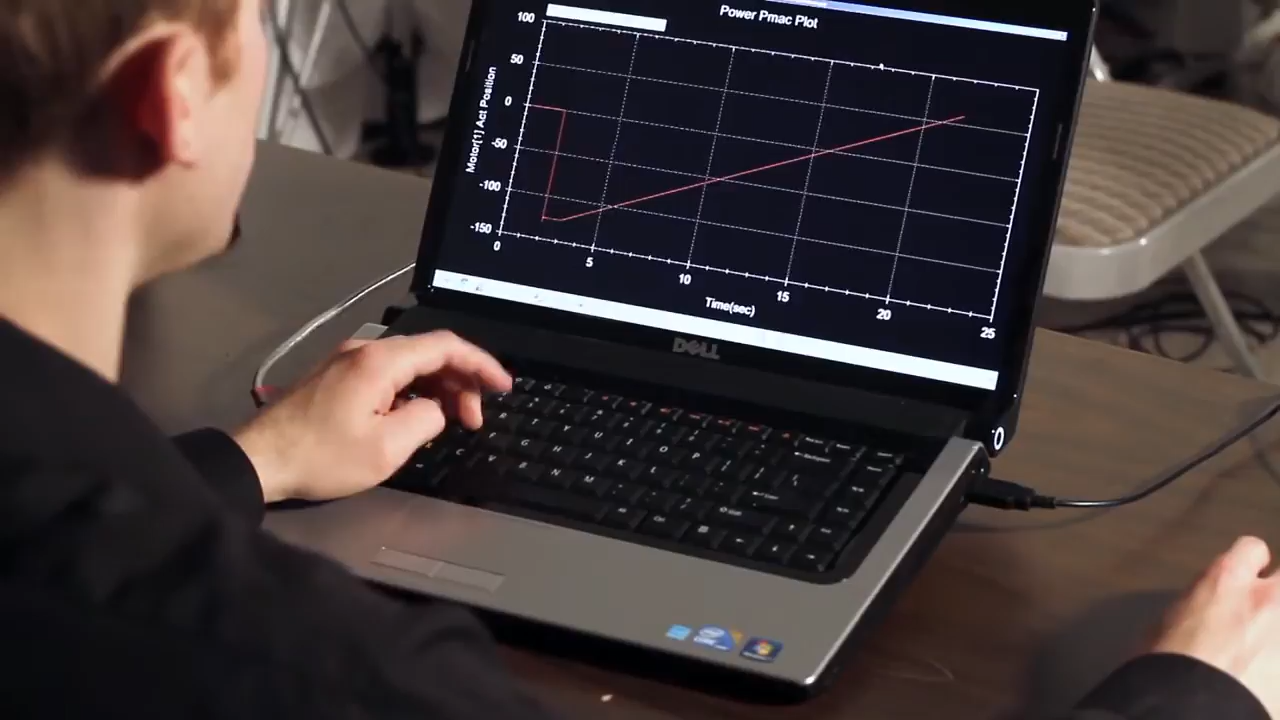 Power Pmac Plot
100
50
0
-50
-100
-150
Motor[1] Act Position
0
5
10
15
20
25
Time(sec)
DELL
R T Y U I O P
F G H J K L
C V B N M